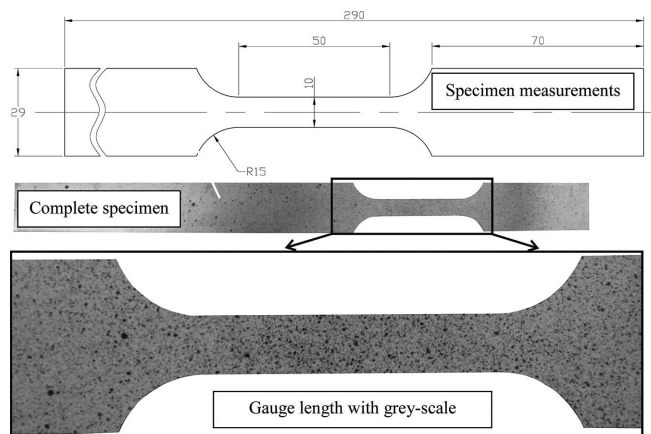 290
50
70
10
29
Specimen measurements
R15
Complete specimen
Gauge length with grey-scale